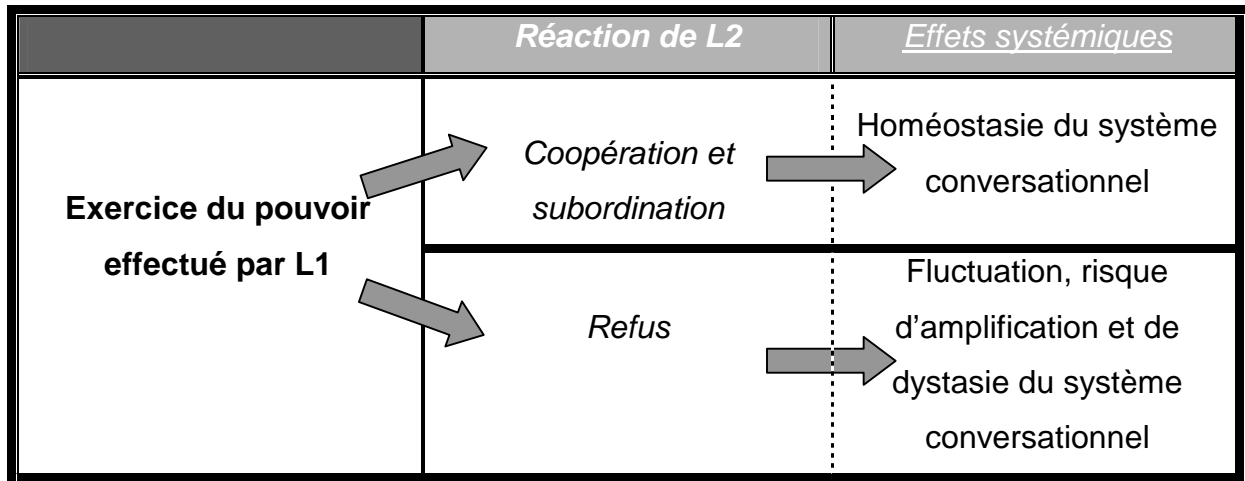 Réaction de L2
Effets systémiques
Exercice du pouvoir
effectué par L1
Coopération et
subordination
Homéostasie du système
conversationnel
Refus
Fluctuation, risque
d’amplification et de
dystasie du système
conversationnel